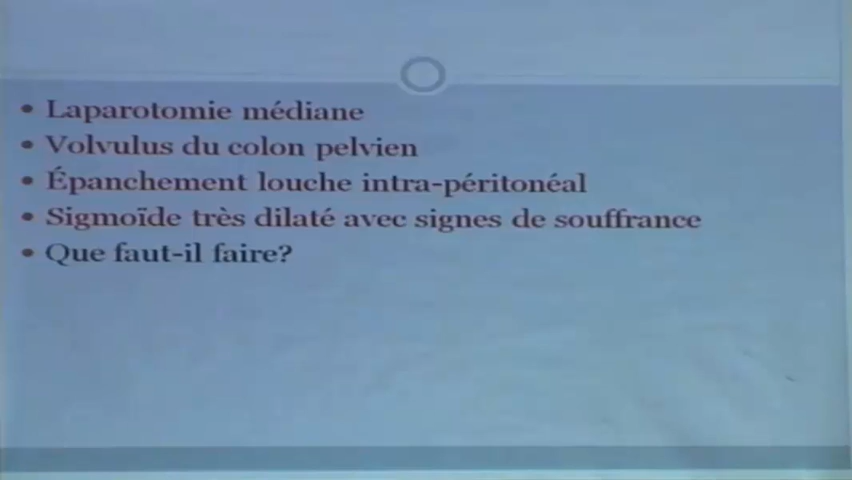 • Laparotomie médiane
• Volvulus du colon pelvien
• Épanchement louche intra-péritonéal
• Sigmoïde très dilaté avec signes de souffrance
• Que faut-il faire?